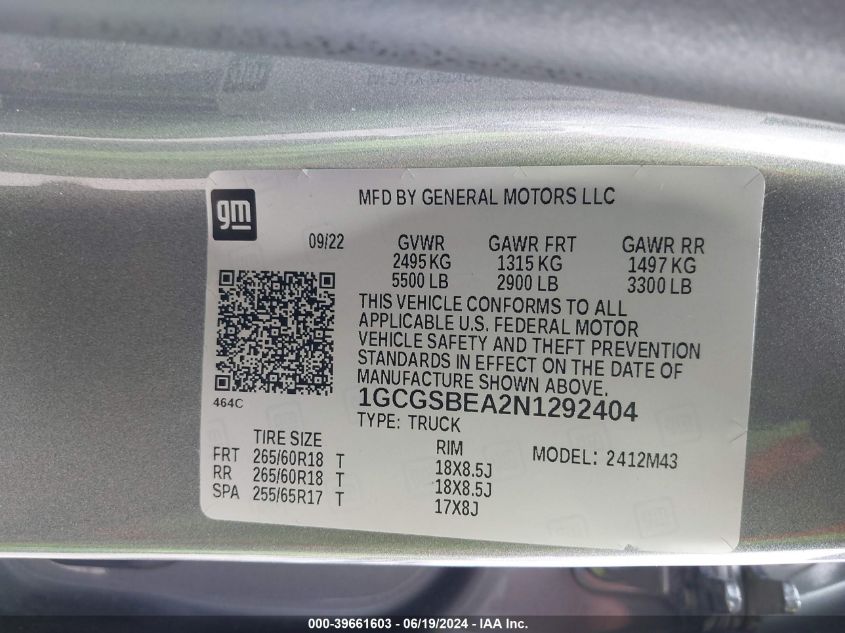 gm
MFD BY GENERAL MOTORS LLC
09/22 GVWR GAWR FRT GAWR RR
2495 KG 1315 KG 1497 KG
5500 LB 2900 LB 3300 LB
THIS VEHICLE CONFORMS TO ALL
APPLICABLE U.S. FEDERAL MOTOR
VEHICLE SAFETY AND THEFT PREVENTION
STANDARDS IN EFFECT ON THE DATE OF
MANUFACTURE SHOWN ABOVE.
464C
1GCGSBEA2N1292404
TYPE: TRUCK
TIRE SIZE RIM MODEL: 2412M43
FRT 265/60R18 T 18X8.5J
RR 265/60R18 T 18X8.5J
SPA 255/65R17 T 17X8J
000-39661603 - 06/19/2024 - IAA Inc.